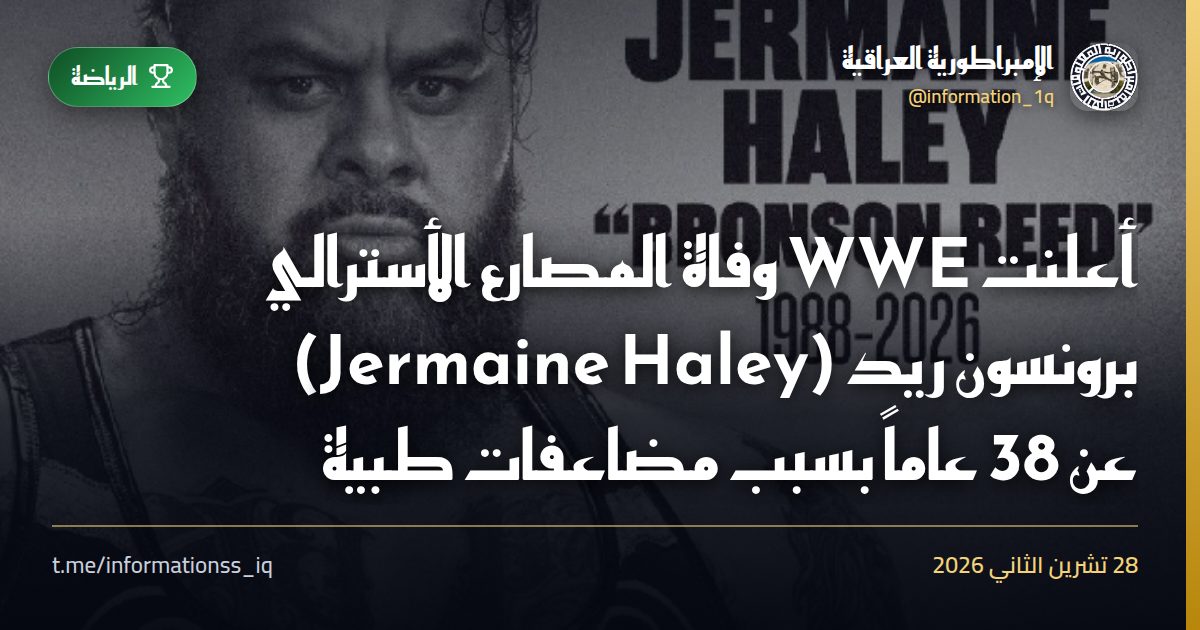 الإمبراطورية العراقية
@information_1q
الرياضة
JERMAINE
HALEY
“BRONSON REED”
1988-2026
أعلنت WWE وفاة المصارع الأسترالي
برونسون ريد (Jermaine Haley)
عن 38 عاماً بسبب مضاعفات طبية
28 تشرين الثاني 2026
t.me/informationss_iq